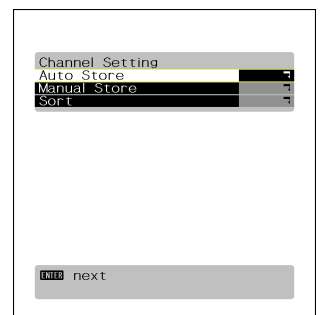 Channel Setting
Auto Store
Manual Store
Sort
ENTER next